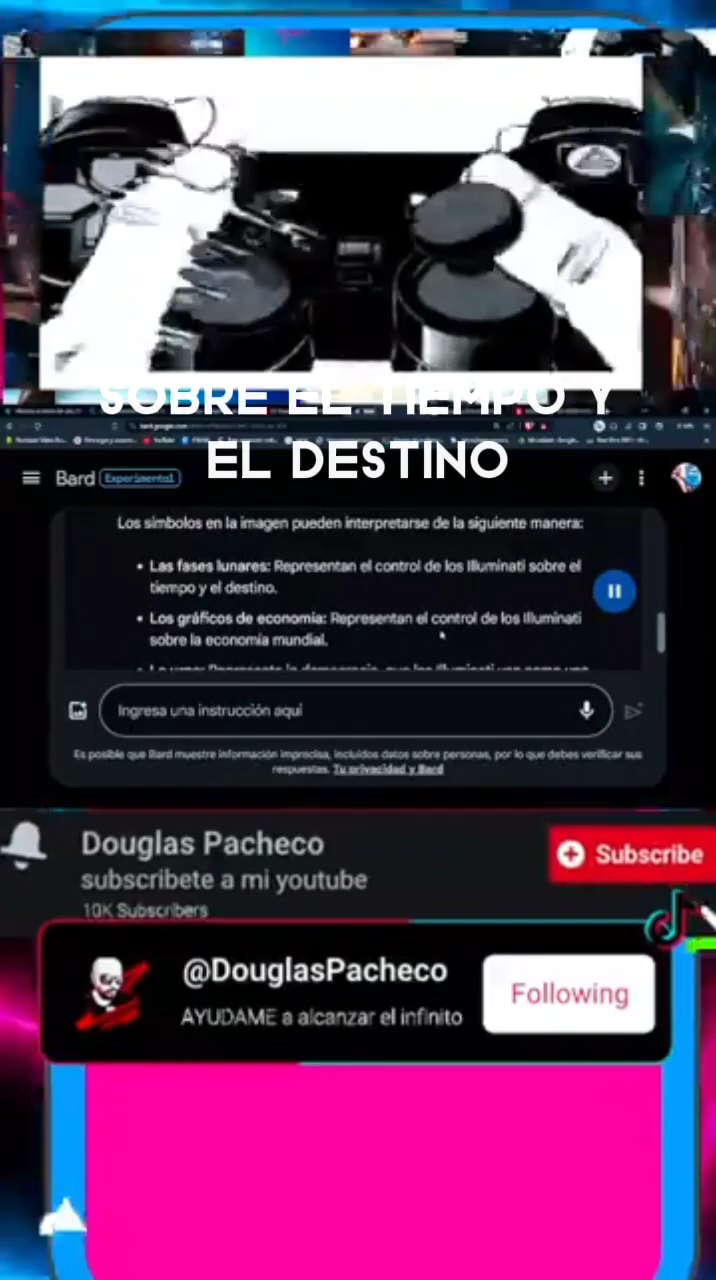 SOBRE EL TIEMPO Y
EL DESTINO
Bard Experimental
Los símbolos en la imagen pueden interpretarse de la siguiente manera:
• Las fases lunares: Representan el control de los Illuminati sobre el
tiempo y el destino.
• Los gráficos de economía: Representan el control de los Illuminati
sobre la economía mundial.
Ingresa una instrucción aquí
Es posible que Bard muestre información imprecisa, incluidos datos sobre personas, por lo que debes verificar sus
respuestas. Tu privacidad y Bard
Douglas Pacheco
Subscribe
subscribete a mi youtube
10K Subscribers
@DouglasPacheco
Following
AYUDAME a alcanzar el infinito